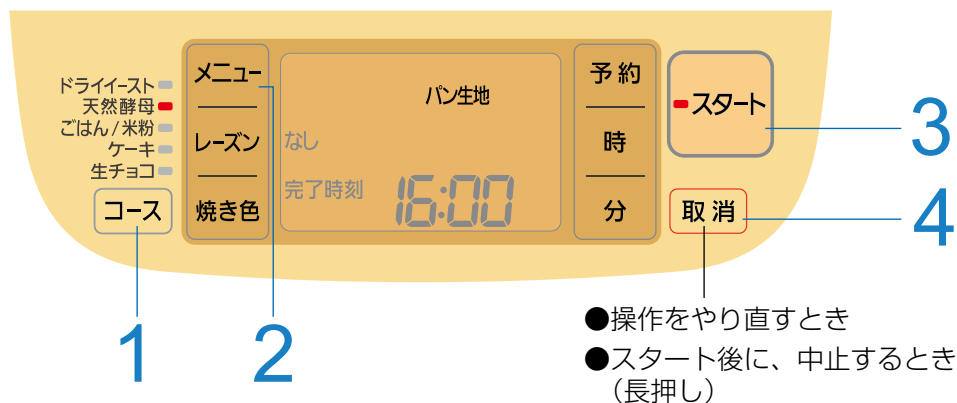 ドライイースト
天然酵母
ごはん/米粉
ケーキ
生チョコ
コース
メニュー
レーズン
焼き色
パン生地
なし
完了時刻 16:00
予約
時
分
スタート
取消
1
2
3
4
●操作をやり直すとき
●スタート後に、中止するとき
（長押し）